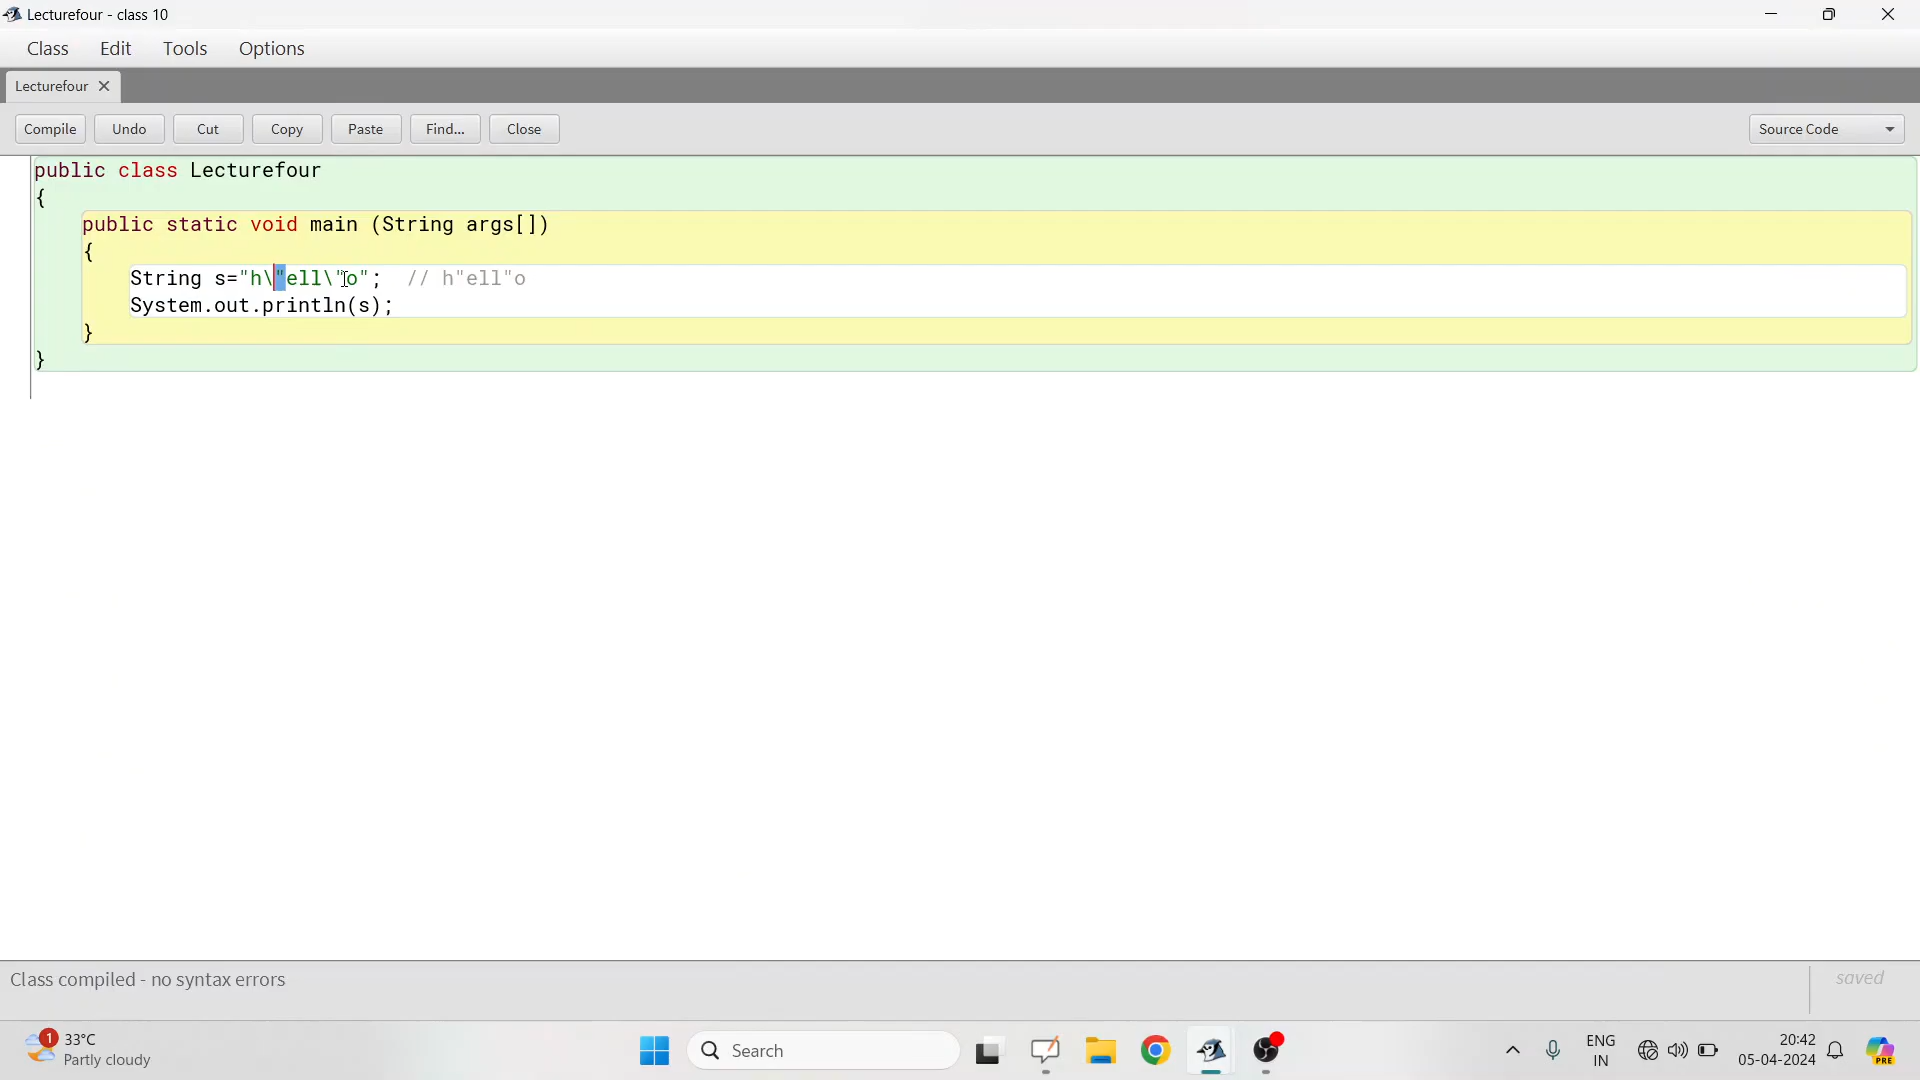 Lecturefour - class 10
Class Edit Tools Options
Lecturefour
Compile Undo Cut Copy Paste Find... Close Source Code
public class Lecturefour
{
public static void main (String args[])
{
String s="h\"ell\"o"; // h"ell"o
System.out.println(s);
}
}
Class compiled - no syntax errors saved
1 33°C
Partly cloudy
Search
ENG
IN
20:42
05-04-2024
PRE